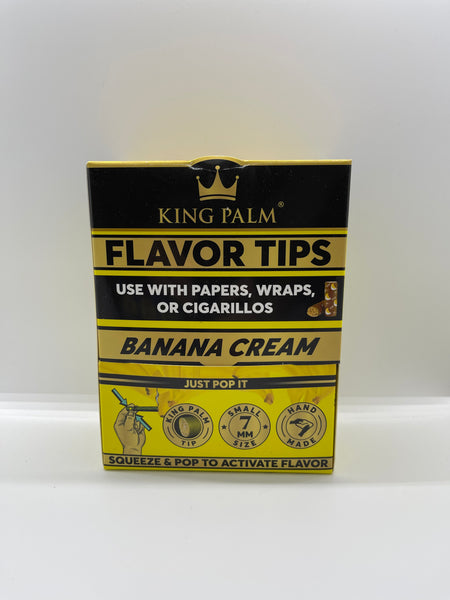 KING PALM®
FLAVOR TIPS
USE WITH PAPERS, WRAPS,
OR CIGARILLOS
BANANA CREAM
JUST POP IT
KING PALM
TIP
SMALL
7
MM
SIZE
HAND
MADE
SQUEEZE & POP TO ACTIVATE FLAVOR